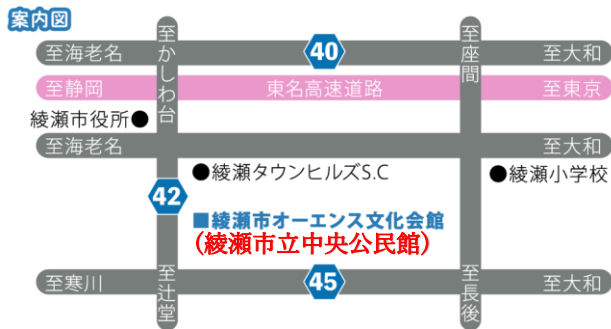 案内図
至かしわ台
至座間
至海老名
40
至大和
至静岡
東名高速道路
至東京
綾瀬市役所●
至海老名
至大和
●綾瀬タウンヒルズS.C
●綾瀬小学校
42
■綾瀬市オーエンス文化会館
(綾瀬市立中央公民館)
至寒川
至辻堂
45
至長後
至大和